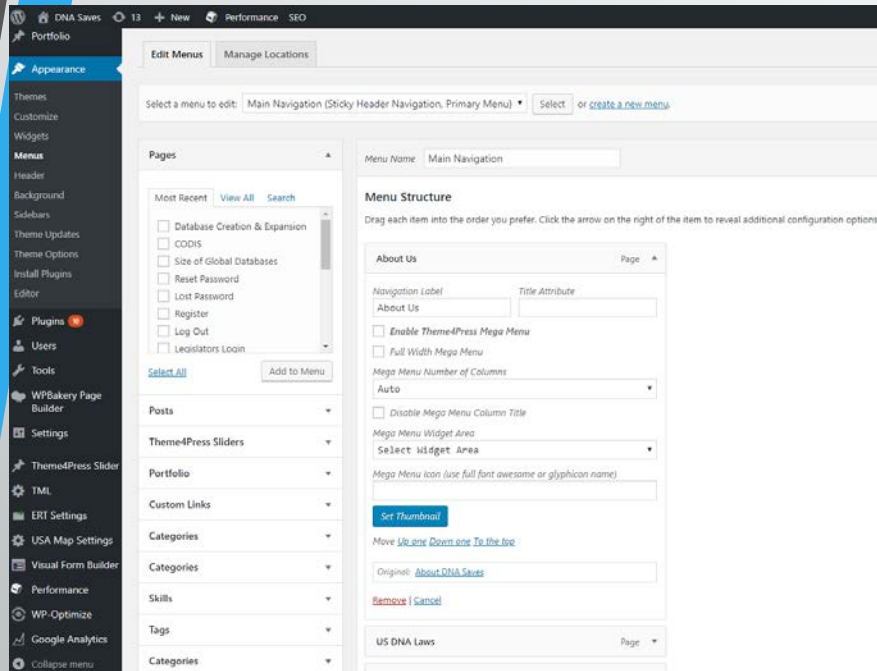 DNA Saves 13 + New Performance SEO
Portfolio
Appearance
Themes
Customize
Widgets
Menus
Header
Background
Sidebars
Theme Updates
Theme Options
Install Plugins
Editor
Plugins 10
Users
Tools
WPBakery Page
Builder
Settings
Theme4Press Slider
TML
ERT Settings
USA Map Settings
Visual Form Builder
Performance
WP-Optimize
Google Analytics
Collapse menu
Edit Menus Manage Locations
Select a menu to edit: Main Navigation (Sticky Header Navigation, Primary Menu) Select or create a new menu.
Pages
Most Recent View All Search
Database Creation & Expansion
CODIS
Size of Global Databases
Reset Password
Lost Password
Register
Log Out
Legislators Login
Select All Add to Menu
Posts
Theme4Press Sliders
Portfolio
Custom Links
Categories
Categories
Skills
Tags
Categories
Menu Name Main Navigation
Menu Structure
Drag each item into the order you prefer. Click the arrow on the right of the item to reveal additional configuration options
About Us Page
Navigation Label Title Attribute
About Us
Enable Theme4Press Mega Menu
Full Width Mega Menu
Mega Menu Number of Columns
Auto
Disable Mega Menu Column Title
Mega Menu Widget Area
Select Widget Area
Mega Menu Icon (use full font awesome or glyphicon name)
Set Thumbnail
Move Up one Down one To the top
Original: About DNA Saves
Remove | Cancel
US DNA Laws Page